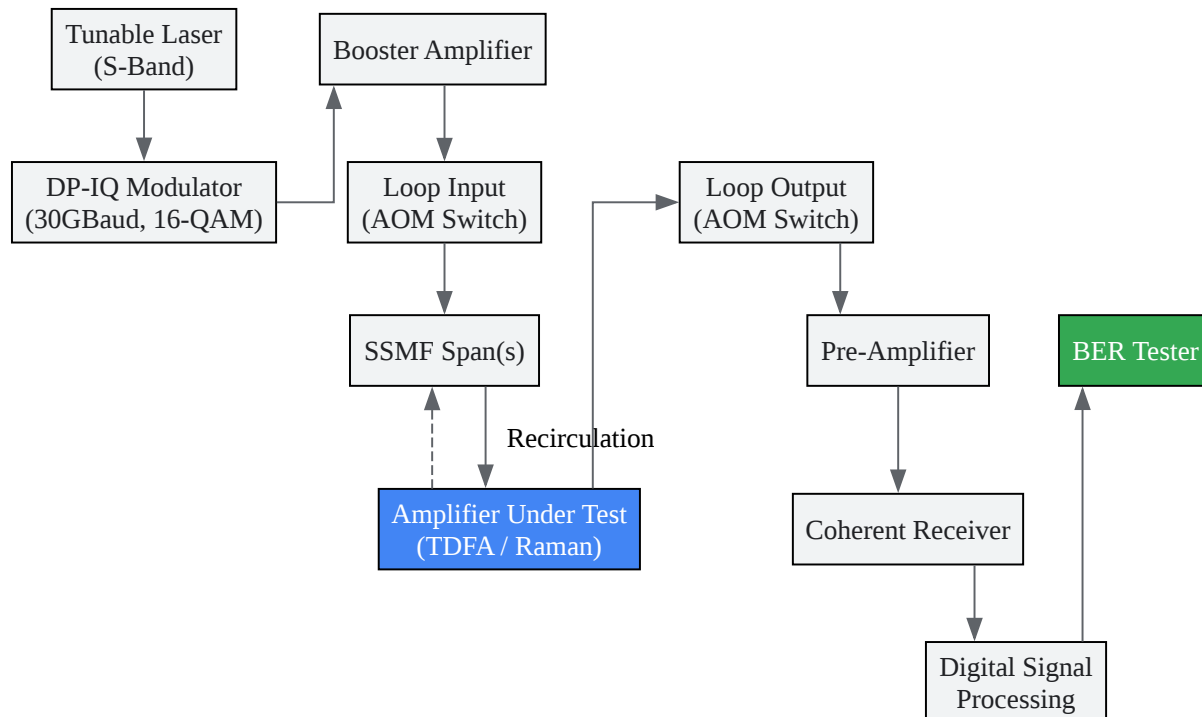 Tunable Laser
(S-Band)
Booster Amplifier
DP-IQ Modulator
(30GBaud, 16-QAM)
Loop Input
(AOM Switch)
Loop Output
(AOM Switch)
SSMF Span(s)
Pre-Amplifier
BER Tester
Recirculation
Amplifier Under Test
(TDFA / Raman)
Coherent Receiver
Digital Signal
Processing